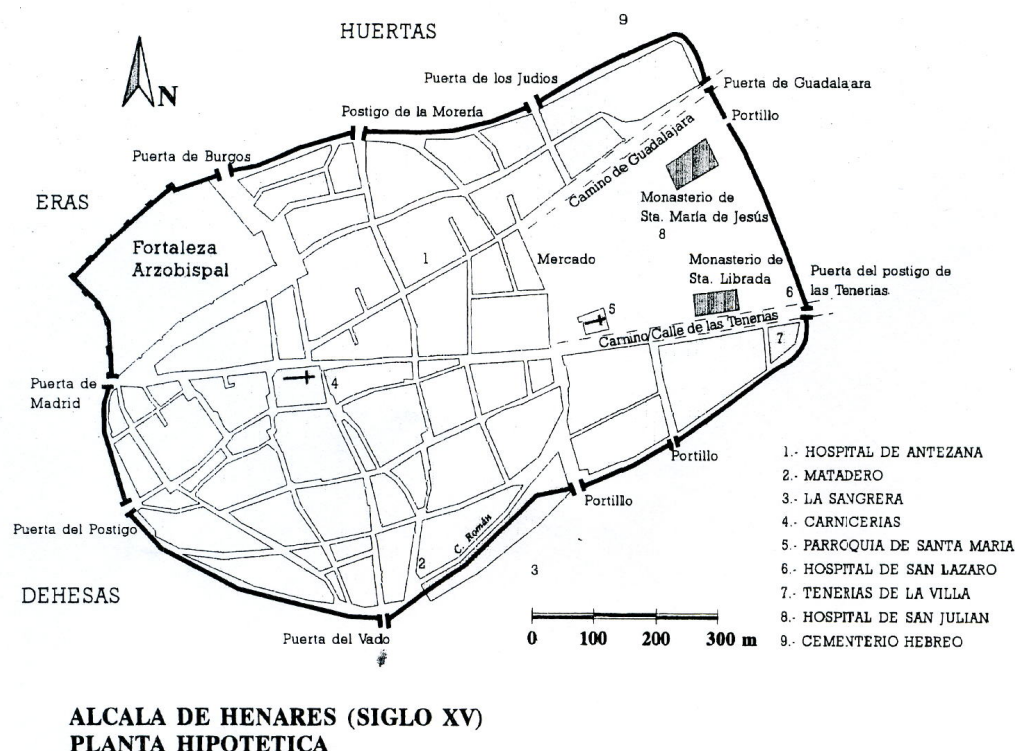 9
HUERTAS
N
Puerta de los Judios
Puerta de Guadalajara
Postigo de la Morería
Portillo
Puerta de Burgos
Camino de Guadalajara
ERAS
Monasterio de
Sta. María de Jesús
8
Fortaleza
Arzobispal
1
Mercado
Monasterio de
Sta. Librada
Puerta del postigo de
las Tenerias.
6
5
Camino/Calle de las Tenerias
7
Puerta de
Madrid
4
Portillo
Portillo
Puerta del Postigo
C. Román
2
3
DEHESAS
Puerta del Vado
0 100 200 300 m
1.- HOSPITAL DE ANTEZANA
2.- MATADERO
3.- LA SANGRERA
4.- CARNICERIAS
5.- PARROQUIA DE SANTA MARIA
6.- HOSPITAL DE SAN LAZARO
7.- TENERIAS DE LA VILLA
8.- HOSPITAL DE SAN JULIAN
9.- CEMENTERIO HEBREO
ALCALA DE HENARES (SIGLO XV)
PLANTA HIPOTETICA